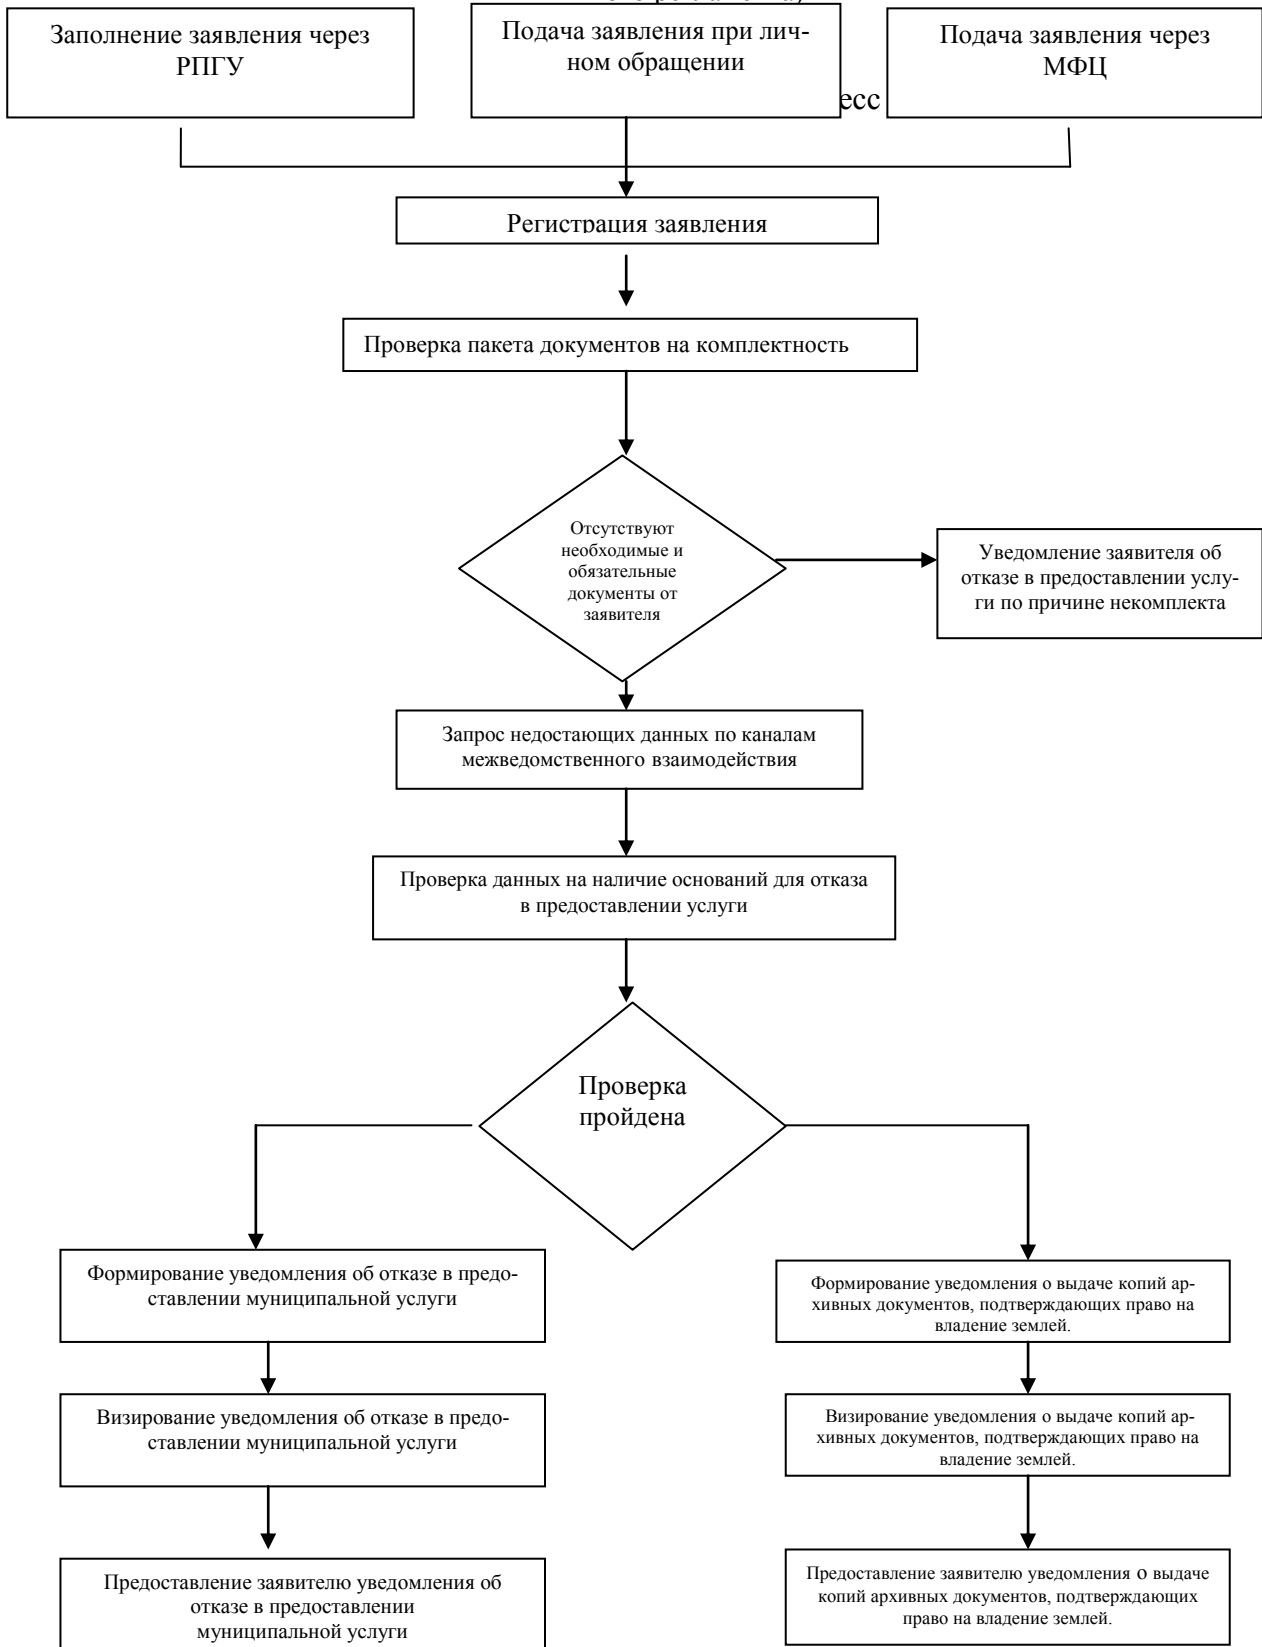 Заполнение заявления через
РПГУ
Подача заявления при лич-
ном обращении
Подача заявления через
МФЦ
есс
Регистрация заявления
Проверка пакета документов на комплектность
Отсутствуют
необходимые и
обязательные
документы от
заявителя
Уведомление заявителя об
отказе в предоставлении услу-
ги по причине некомплекта
Запрос недостающих данных по каналам
межведомственного взаимодействия
Проверка данных на наличие оснований для отказа
в предоставлении услуги
Проверка
пройдена
Формирование уведомления об отказе в предо-
ставлении муниципальной услуги
Формирование уведомления о выдаче копий ар-
хивных документов, подтверждающих право на
владение землей.
Визирование уведомления об отказе в предо-
ставлении муниципальной услуги
Визирование уведомления о выдаче копий ар-
хивных документов, подтверждающих право на
владение землей.
Предоставление заявителю уведомления об
отказе в предоставлении
муниципальной услуги
Предоставление заявителю уведомления о выдаче
копий архивных документов, подтверждающих
право на владение землей.